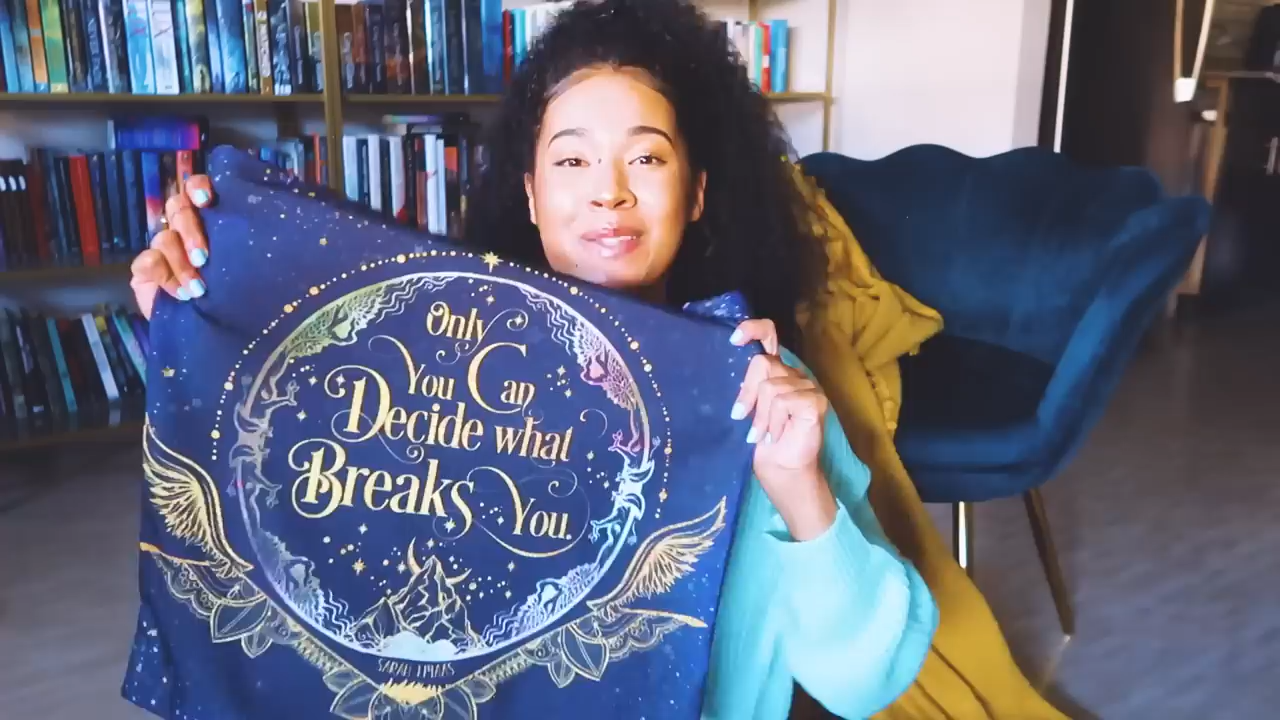 Only
You Can
Decide what
Breaks
You.
SARAH J MAAS